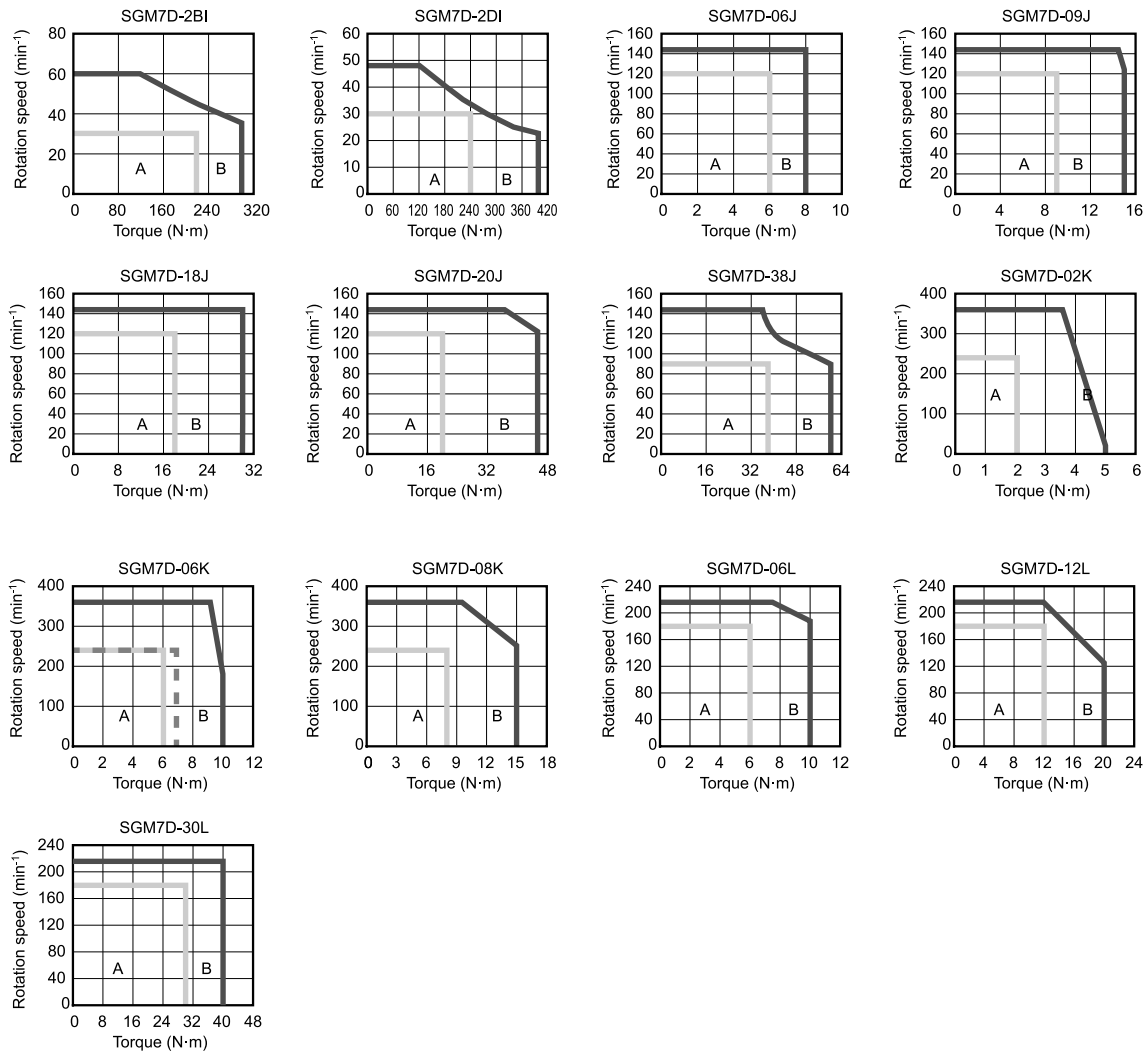 SGM7D-2BI
Rotation speed (min-1)
80
60
40
20
0
A
B
0 80 160 240 320
Torque (N·m)
SGM7D-2DI
Rotation speed (min-1)
60
50
40
30
20
10
0
A
B
0 60 120 180 240 300 360 420
Torque (N·m)
SGM7D-06J
Rotation speed (min-1)
160
140
120
100
80
60
40
20
A
B
0 2 4 6 8 10
Torque (N·m)
SGM7D-09J
Rotation speed (min-1)
160
140
120
100
80
60
40
20
A
B
0 4 8 12 16
Torque (N·m)
SGM7D-18J
Rotation speed (min-1)
160
140
120
100
80
60
40
20
A
B
0 8 16 24 32
Torque (N·m)
SGM7D-20J
Rotation speed (min-1)
160
140
120
100
80
60
40
20
A
B
0 16 32 48
Torque (N·m)
SGM7D-38J
Rotation speed (min-1)
160
140
120
100
80
60
40
20
A
B
0 16 32 48 64
Torque (N·m)
SGM7D-02K
Rotation speed (min-1)
400
300
200
100
0
A
B
0 1 2 3 4 5 6
Torque (N·m)
SGM7D-06K
Rotation speed (min-1)
400
300
200
100
0
A
B
0 2 4 6 8 10 12
Torque (N·m)
SGM7D-08K
Rotation speed (min-1)
400
300
200
100
0
A
B
0 3 6 9 12 15 18
Torque (N·m)
SGM7D-06L
Rotation speed (min-1)
240
200
160
120
80
40
0
A
B
0 2 4 6 8 10 12
Torque (N·m)
SGM7D-12L
Rotation speed (min-1)
240
200
160
120
80
40
0
A
B
0 4 8 12 16 20 24
Torque (N·m)
SGM7D-30L
Rotation speed (min-1)
240
200
160
120
80
40
0
A
B
0 8 16 24 32 40 48
Torque (N·m)